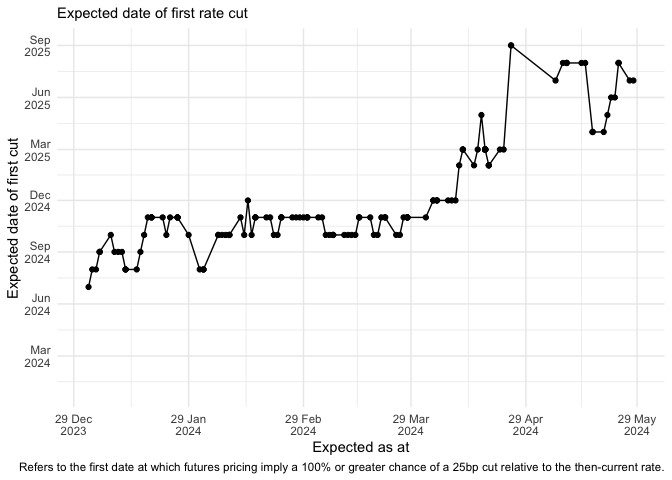 Expected date of first rate cut
Expected date of first cut
Sep
2025
Jun
2025
Mar
2025
Dec
2024
Sep
2024
Jun
2024
Mar
2024
29 Dec
2023
29 Jan
2024
29 Feb
2024
29 Mar
2024
29 Apr
2024
29 May
2024
Expected as at
Refers to the first date at which futures pricing imply a 100% or greater chance of a 25bp cut relative to the then-current rate.